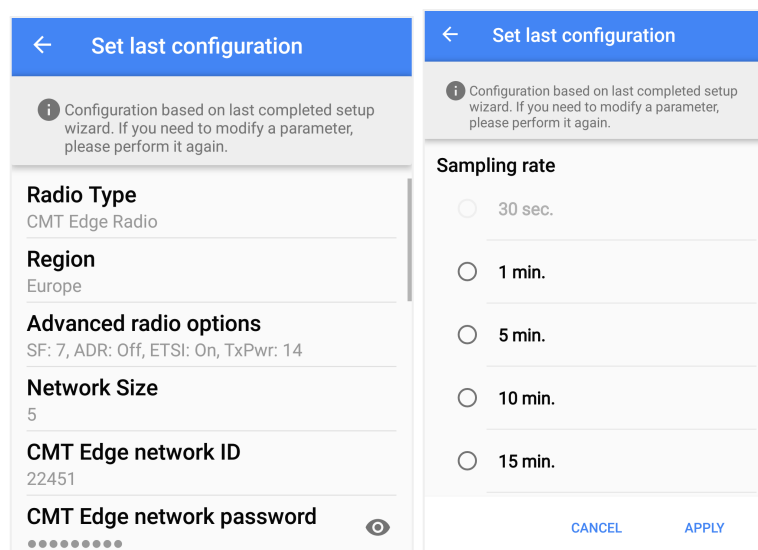 Set last configuration
Configuration based on last completed setup
wizard. If you need to modify a parameter,
please perform it again.
Radio Type
CMT Edge Radio
Region
Europe
Advanced radio options
SF: 7, ADR: Off, ETSI: On, TxPwr: 14
Network Size
5
CMT Edge network ID
22451
CMT Edge network password
Set last configuration
Configuration based on last completed setup
wizard. If you need to modify a parameter,
please perform it again.
Sampling rate
30 sec.
1 min.
5 min.
10 min.
15 min.
CANCEL APPLY